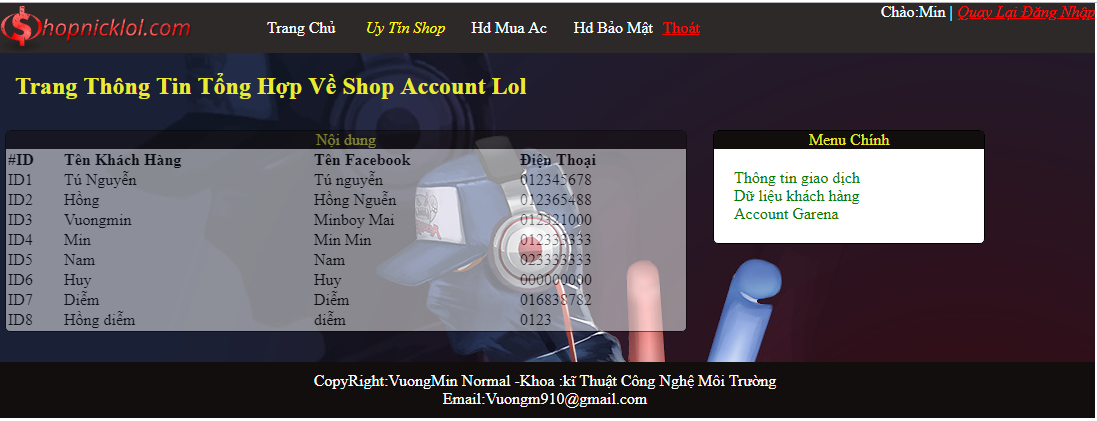 Chào:Min | Quay Lại Đăng Nhập
$hopnicklol.com Trang Chủ Uy Tín Shop Hd Mua Ac Hd Bảo Mật Thoát
Trang Thông Tin Tổng Hợp Về Shop Account Lol
Nội dung
#ID Tên Khách Hàng Tên Facebook Điện Thoại
ID1 Tú Nguyễn Tú nguyễn 012345678
ID2 Hồng Hồng Nguễn 012365488
ID3 Vuongmin Minboy Mai 012321000
ID4 Min Min Min 012333333
ID5 Nam Nam 023333333
ID6 Huy Huy 000000000
ID7 Diễm Diễm 016838782
ID8 Hồng diễm diễm 0123
Menu Chính
Thông tin giao dịch
Dữ liệu khách hàng
Account Garena
CopyRight:VuongMin Normal -Khoa :kĩ Thuật Công Nghệ Môi Trường
Email:Vuongm910@gmail.com